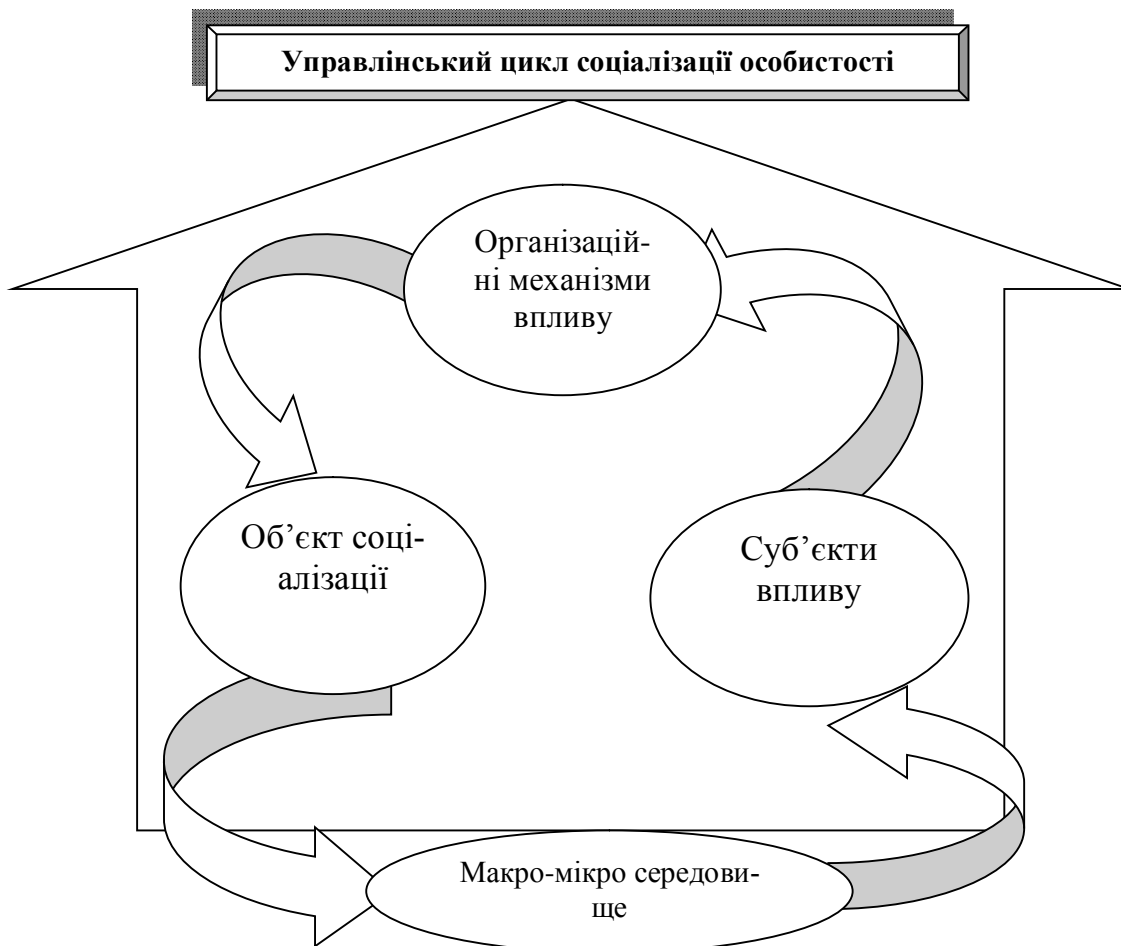 Управлінський цикл соціалізації особистості
Організацій-
ні механізми
впливу
Об’єкт соці-
алізації
Суб’єкти
впливу
Макро-мікро середови-
ще